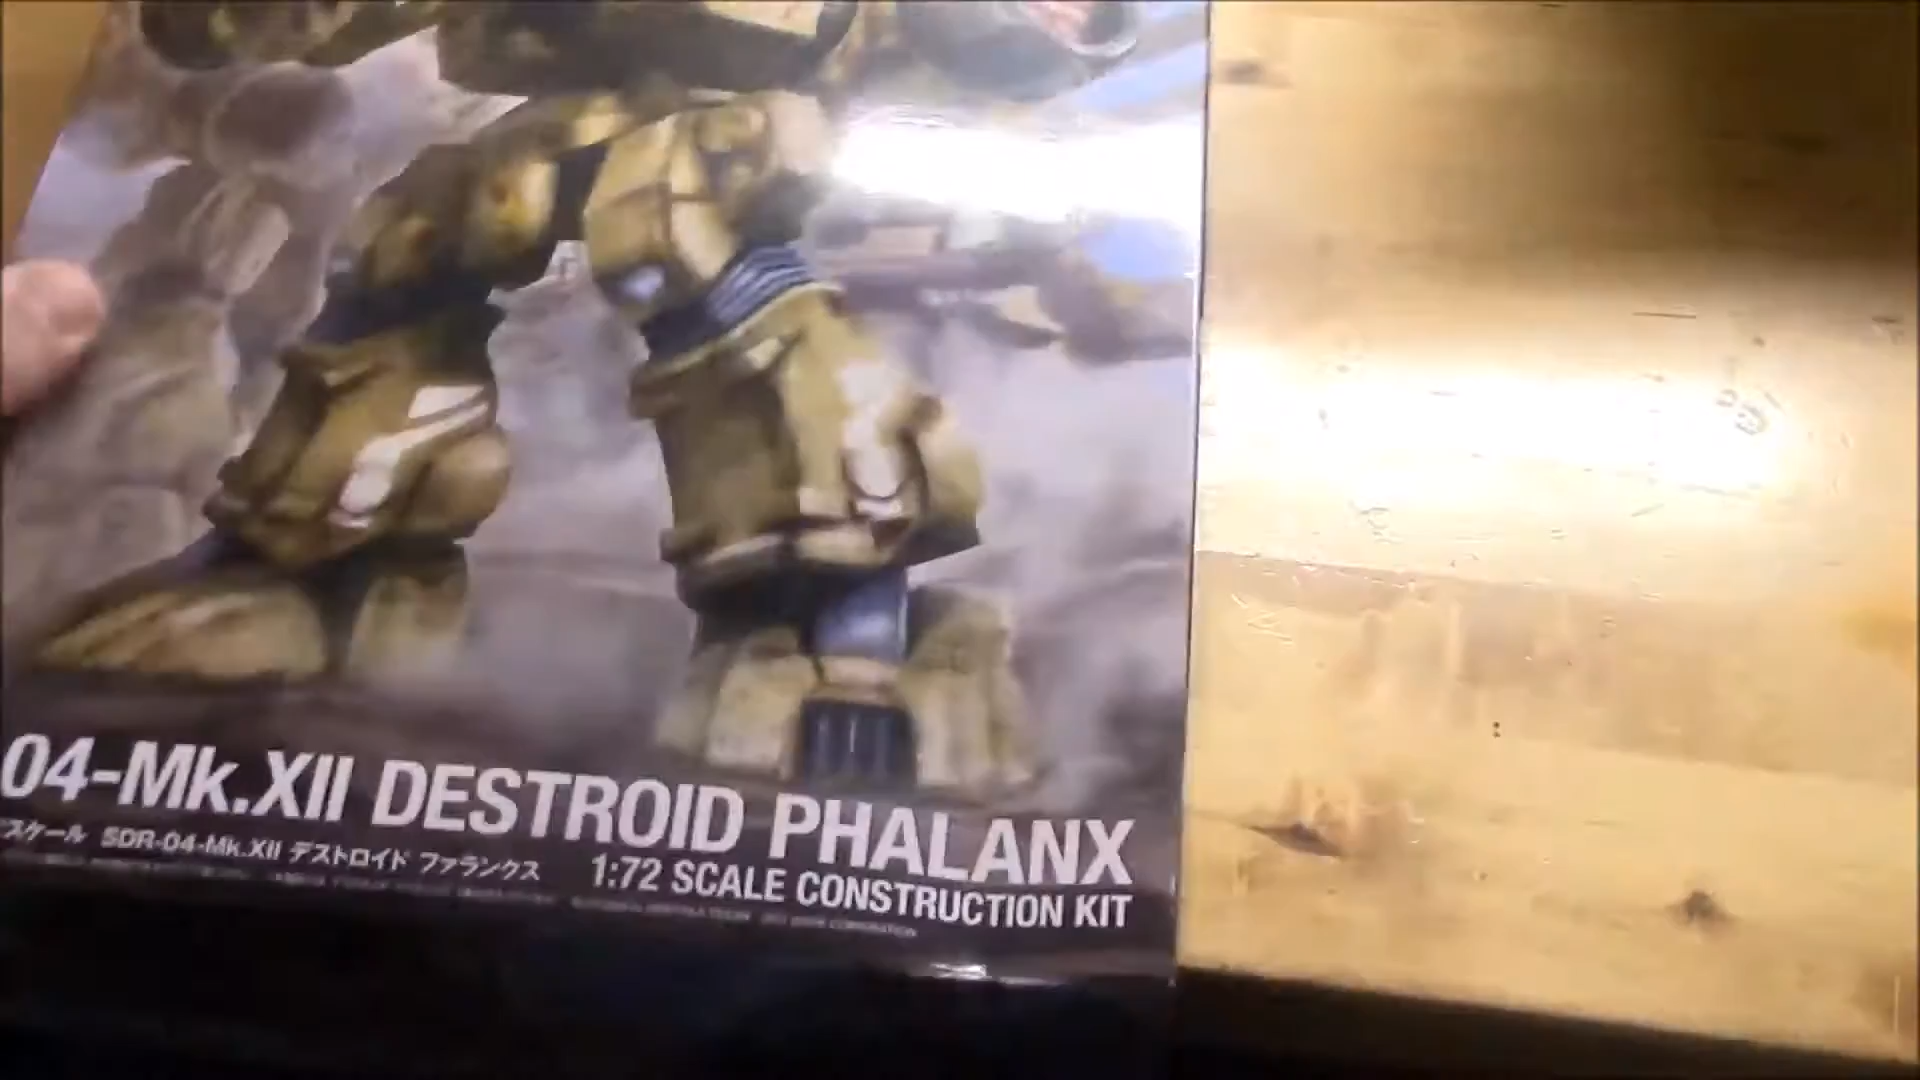 04-Mk.XII DESTROID PHALANX
スケール SDR-04-Mk.XII デストロイド ファランクス
1:72 SCALE CONSTRUCTION KIT